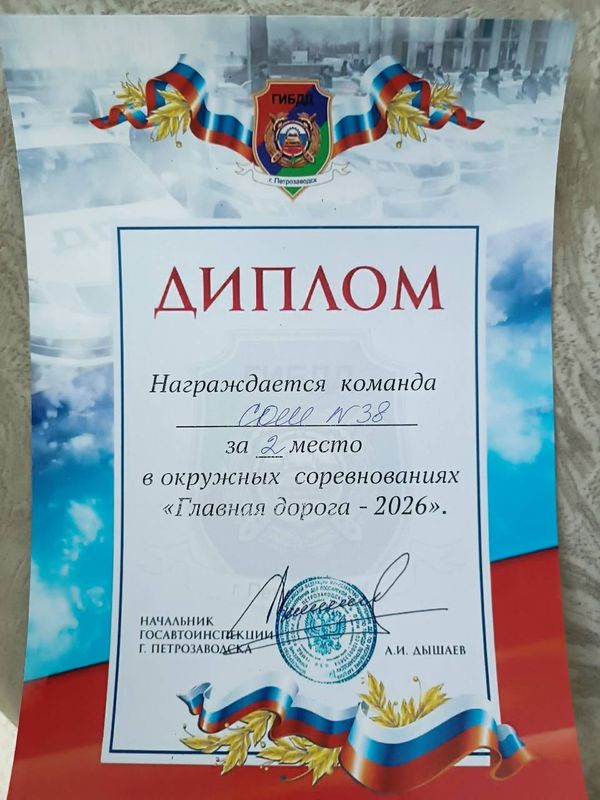 ГИБДД
г. Петрозаводск
ДИПЛОМ
Награждается команда
СОШ №38
за 2 место
в окружных соревнованиях
«Главная дорога - 2026».
НАЧАЛЬНИК
ГОСАВТОИНСПЕКЦИИ
Г. ПЕТРОЗАВОДСКА А.И. ДЫШАЕВ